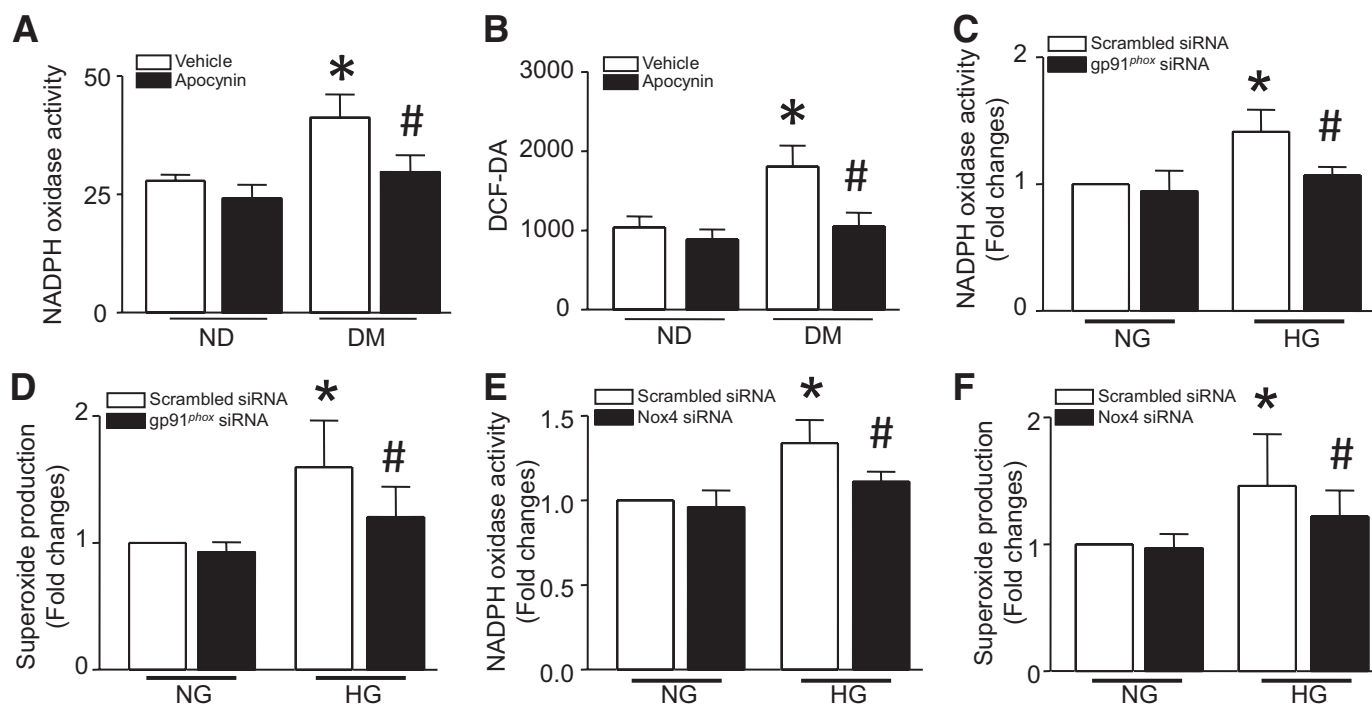 A
Vehicle
Apocynin
NADPH oxidase activity
50
25
0
*
#
ND
DM
B
Vehicle
Apocynin
DCF-DA
3000
2000
1000
0
*
#
ND
DM
C
Scrambled siRNA
gp91phox siRNA
NADPH oxidase activity
(Fold changes)
2
1
0
*
#
NG
HG
D
Scrambled siRNA
gp91phox siRNA
Superoxide production
(Fold changes)
2
1
0
*
#
NG
HG
E
Scrambled siRNA
Nox4 siRNA
NADPH oxidase activity
(Fold changes)
1.5
1.0
0.5
0.0
*
#
NG
HG
F
Scrambled siRNA
Nox4 siRNA
Superoxide production
(Fold changes)
2
1
0
*
#
NG
HG